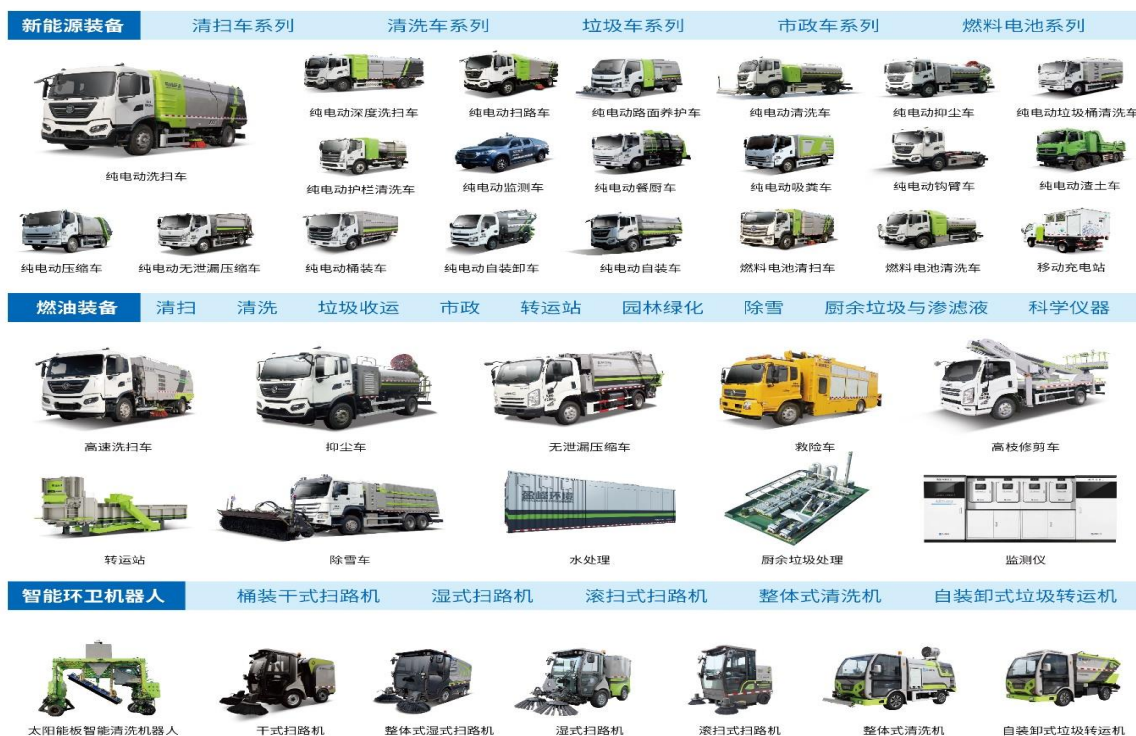 新能源装备 清扫车系列 清洗车系列 垃圾车系列 市政车系列 燃料电池系列
纯电动深度洗扫车 纯电动扫路车 纯电动路面养护车 纯电动清洗车 纯电动抑尘车 纯电动垃圾桶清洗车
纯电动洗扫车
纯电动护栏清洗车 纯电动监测车 纯电动餐厨车 纯电动吸粪车 纯电动钩臂车 纯电动渣土车
纯电动压缩车 纯电动无泄漏压缩车 纯电动桶装车 纯电动自装卸车 纯电动自装车 燃料电池清扫车 燃料电池清洗车 移动充电站
燃油装备 清扫 清洗 垃圾收运 市政 转运站 园林绿化 除雪 厨余垃圾与渗滤液 科学仪器
高速洗扫车 抑尘车 无泄漏压缩车 救险车 高枝修剪车
盈峰环境
转运站 除雪车 水处理 厨余垃圾处理 监测仪
智能环卫机器人 桶装干式扫路机 湿式扫路机 滚扫式扫路机 整体式清洗机 自装卸式垃圾转运机
太阳能板智能清洗机器人 干式扫路机 整体式湿式扫路机 湿式扫路机 滚扫式扫路机 整体式清洗机 自装卸式垃圾转运机